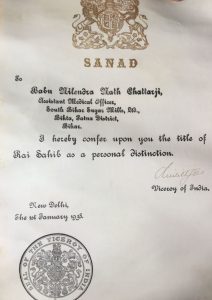 SANAD
To
Babu Nilendra Nath Chattarji,
Assistant Medical Officer,
South Bihar Sugar Mills, Ltd.,
Bihta, Patna District,
Bihar.
I hereby confer upon you the title of
Rai Sahib as a personal distinction.
Viceroy of India.
New Delhi,
The 1st January
SEAL OF THE VICEROY OF INDIA